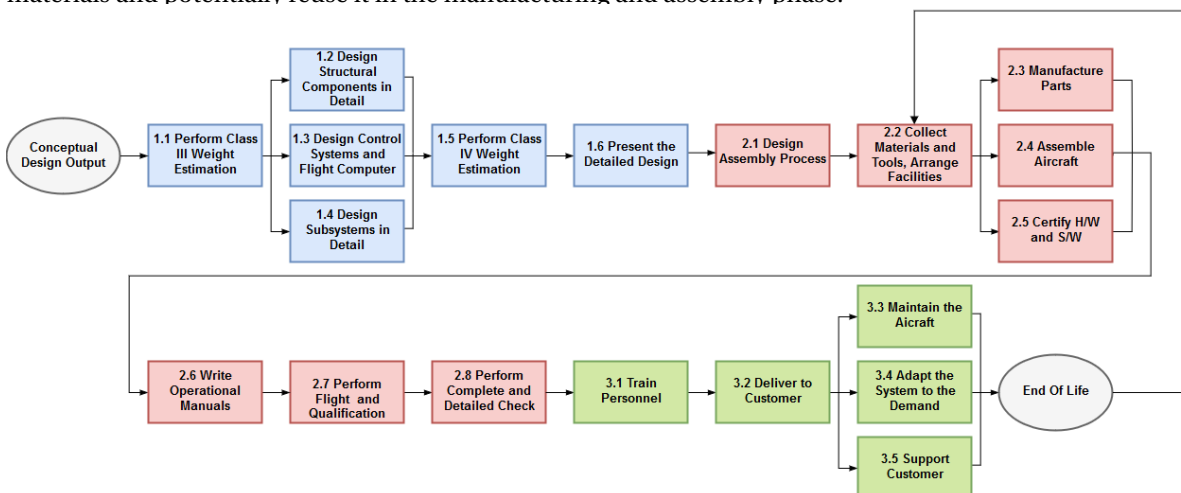 materials and potentially reuse it in the manufacturing and assembly phase.
1.2 Design
Structural
Components in
Detail
2.3 Manufacture
Parts
Conceptual
Design Output
1.1 Perform Class
III Weight
Estimation
1.3 Design Control
Systems and
Flight Computer
1.5 Perform Class
IV Weight
Estimation
1.6 Present the
Detailed Design
2.1 Design
Assembly Process
2.2 Collect
Materials and
Tools, Arrange
Facilities
2.4 Assemble
Aircraft
1.4 Design
Subsystems in
Detail
2.5 Certify H/W
and S/W
3.3 Maintain the
Aicraft
2.6 Write
Operational
Manuals
2.7 Perform
Flight and
Qualification
2.8 Perform
Complete and
Detailed Check
3.1 Train
Personnel
3.2 Deliver to
Customer
3.4 Adapt the
System to the
Demand
End Of Life
3.5 Support
Customer